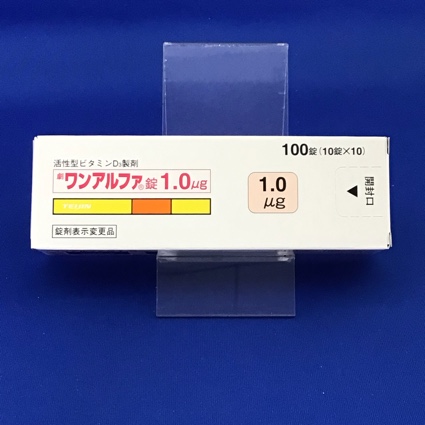 100錠(10錠×10)
活性型ビタミンD₃製剤
劇 ワンアルファ®錠 1.0μg
1.0
μg
開封口
TEIJIN
錠剤表示変更品